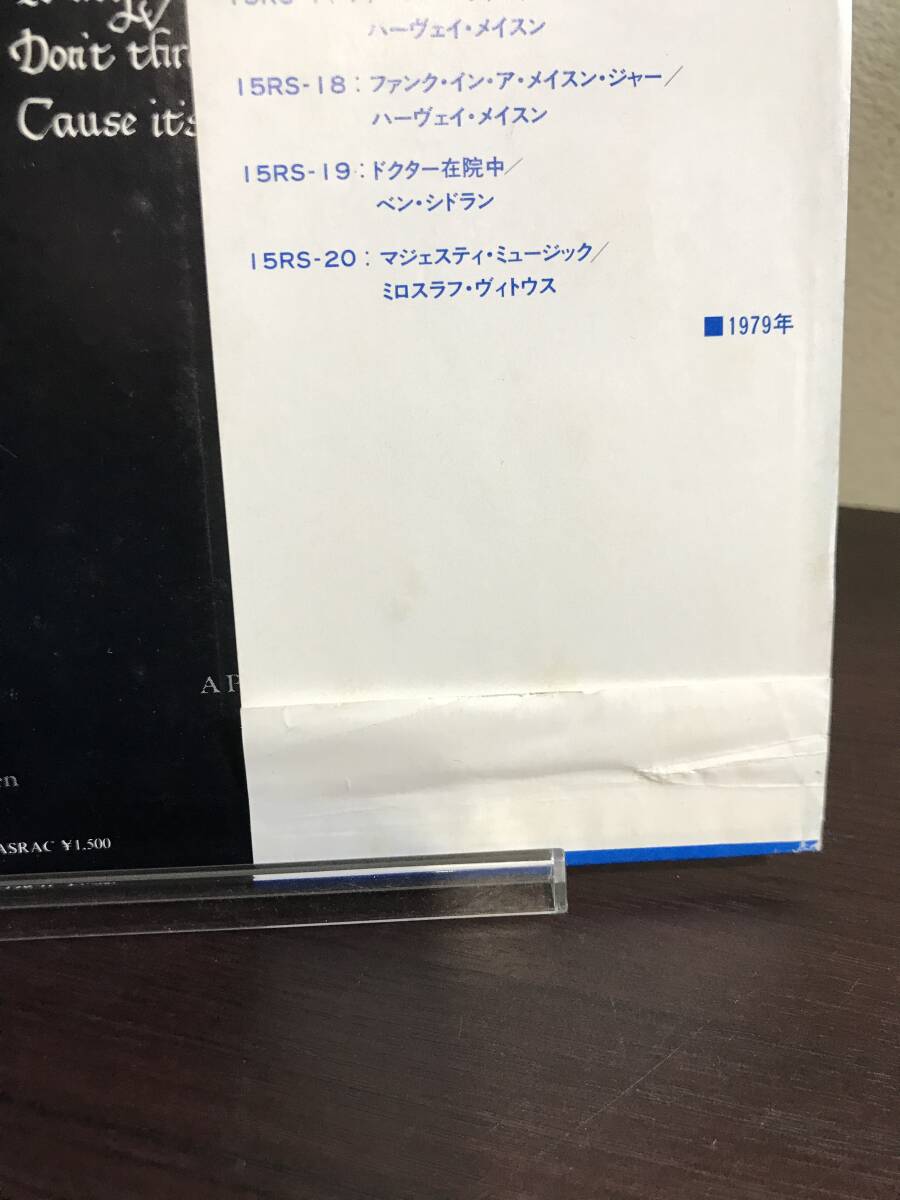 Don't thr
Cause it's
ハーヴェイ・メイスン
15RS-18：ファンク・イン・ア・メイスン・ジャー／
ハーヴェイ・メイスン
15RS-19：ドクター在院中／
ベン・シドラン
15RS-20：マジェスティ・ミュージック／
ミロスラフ・ヴィトウス
■1979年
A P
en
ASRAC ¥1.500